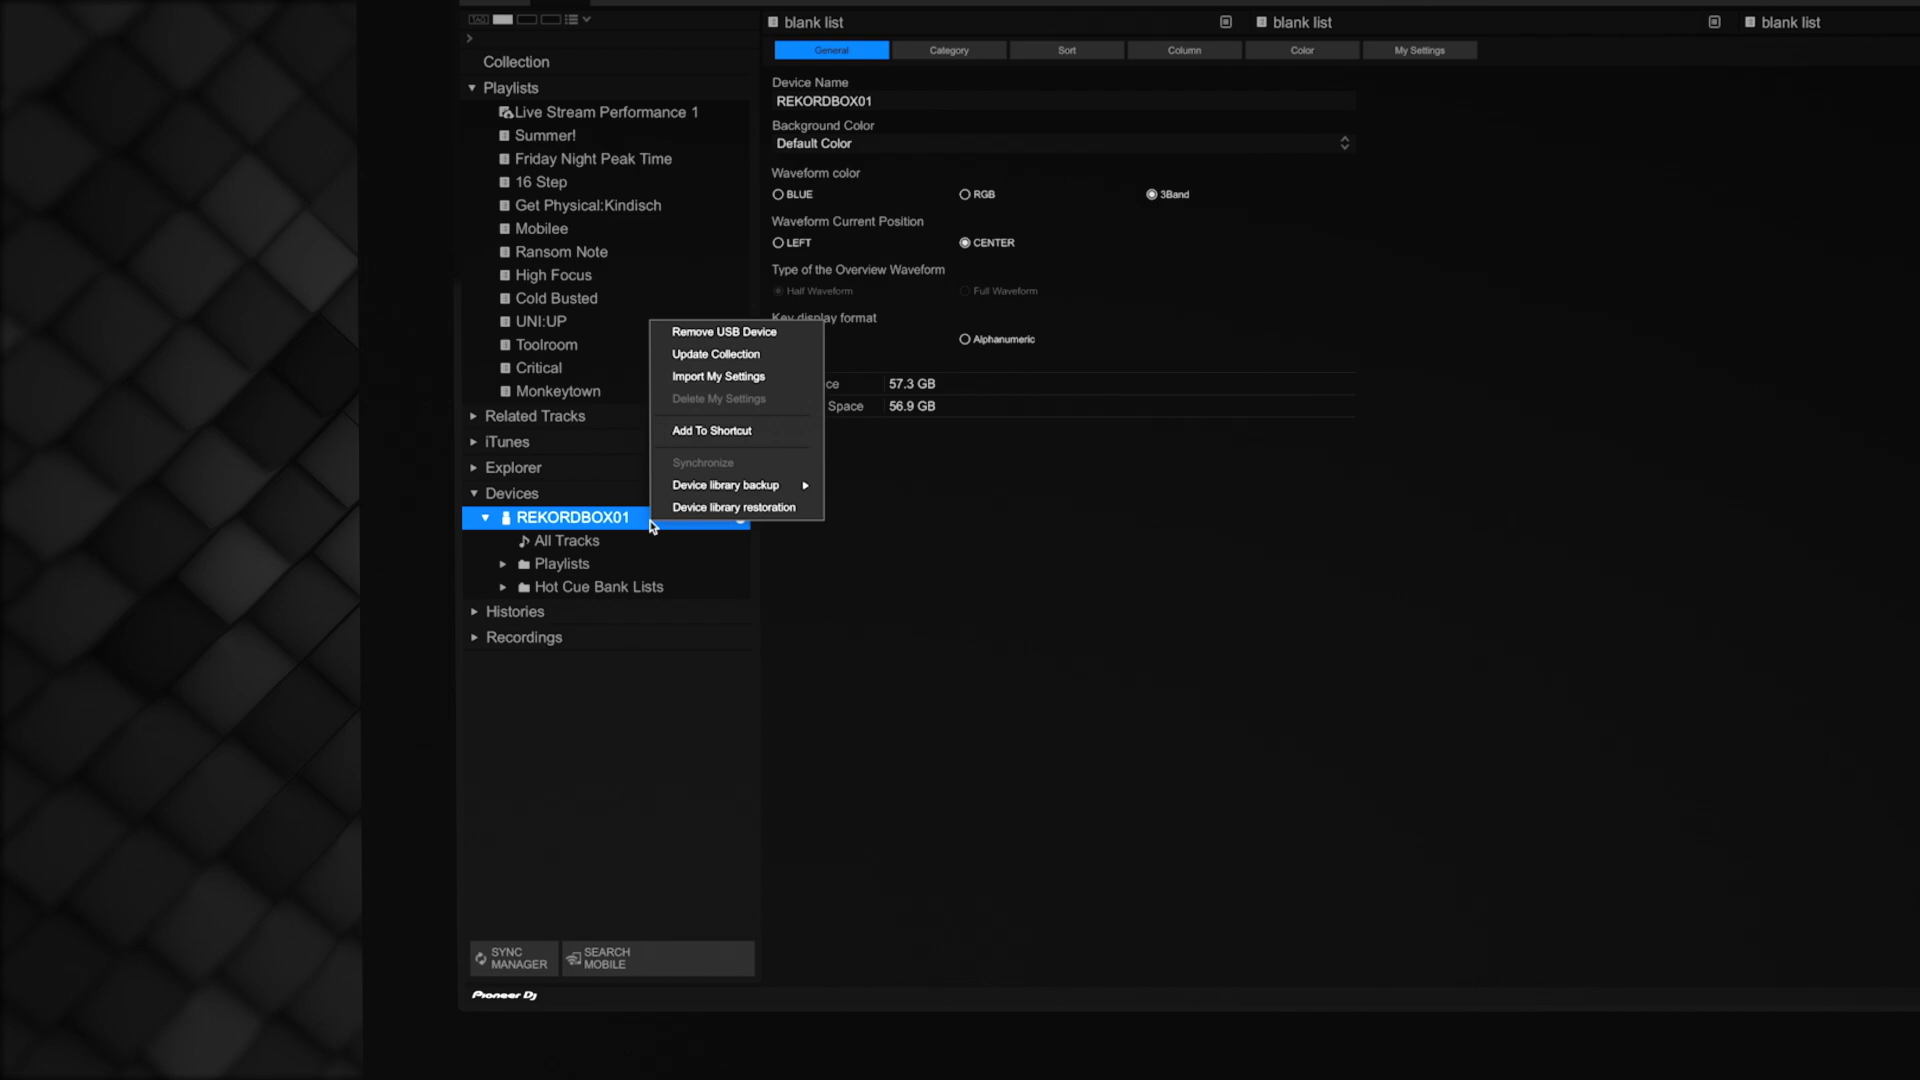 TAG
blank list
blank list
blank list
General
Category
Sort
Column
Color
My Settings
Collection
Playlists
Live Stream Performance 1
Summer!
Friday Night Peak Time
16 Step
Get Physical:Kindisch
Mobilee
Ransom Note
High Focus
Cold Busted
UNI:UP
Toolroom
Critical
Monkeytown
Related Tracks
iTunes
Explorer
Devices
REKORDBOX01
All Tracks
Playlists
Hot Cue Bank Lists
Histories
Recordings
Device Name
REKORDBOX01
Background Color
Default Color
Waveform color
BLUE
RGB
3Band
Waveform Current Position
LEFT
CENTER
Type of the Overview Waveform
Half Waveform
Full Waveform
Key display format
Alphanumeric
ce 57.3 GB
Space 56.9 GB
Remove USB Device
Update Collection
Import My Settings
Delete My Settings
Add To Shortcut
Synchronize
Device library backup
Device library restoration
SYNC
MANAGER
SEARCH
MOBILE
Pioneer Dj